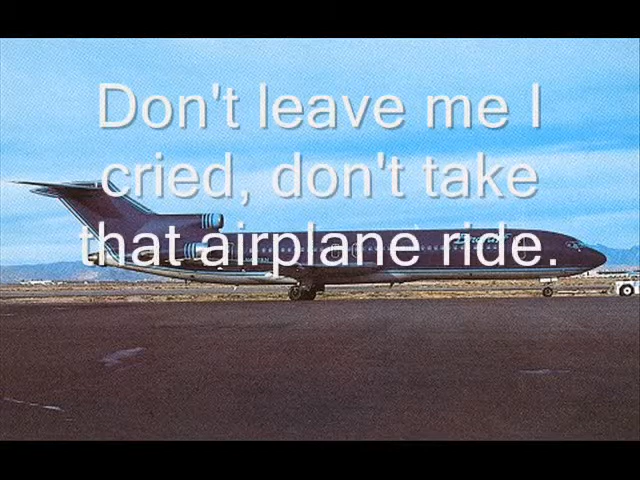 Don't leave me I
cried, don't take
that airplane ride.